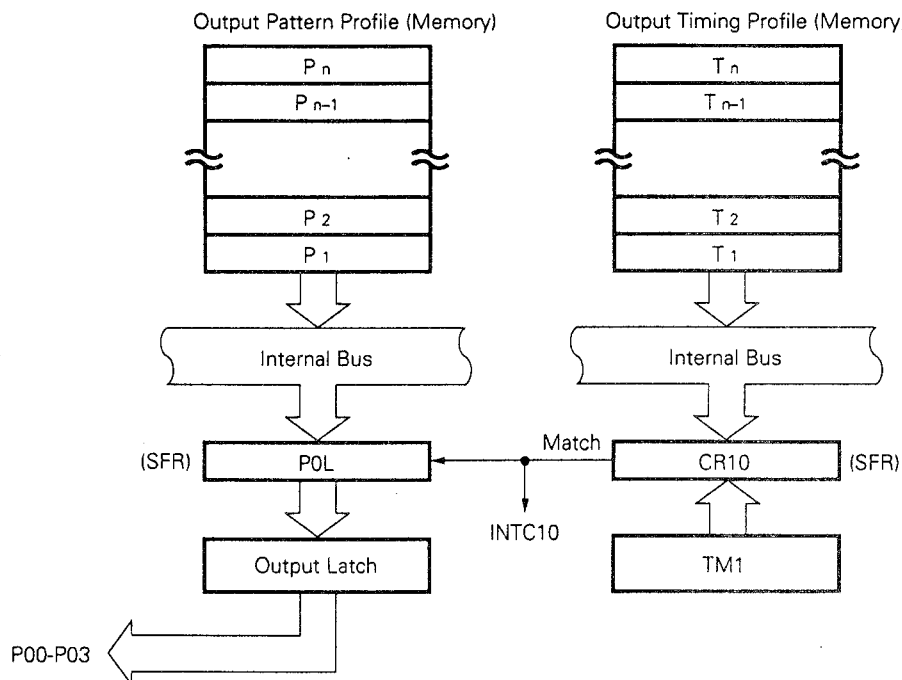 Output Pattern Profile (Memory)
Output Timing Profile (Memory
P n
T n
P n–1
T n–1
P 2
T 2
P 1
T 1
Internal Bus
Internal Bus
(SFR)
P0L
Match
CR10
(SFR)
INTC10
Output Latch
TM1
P00-P03